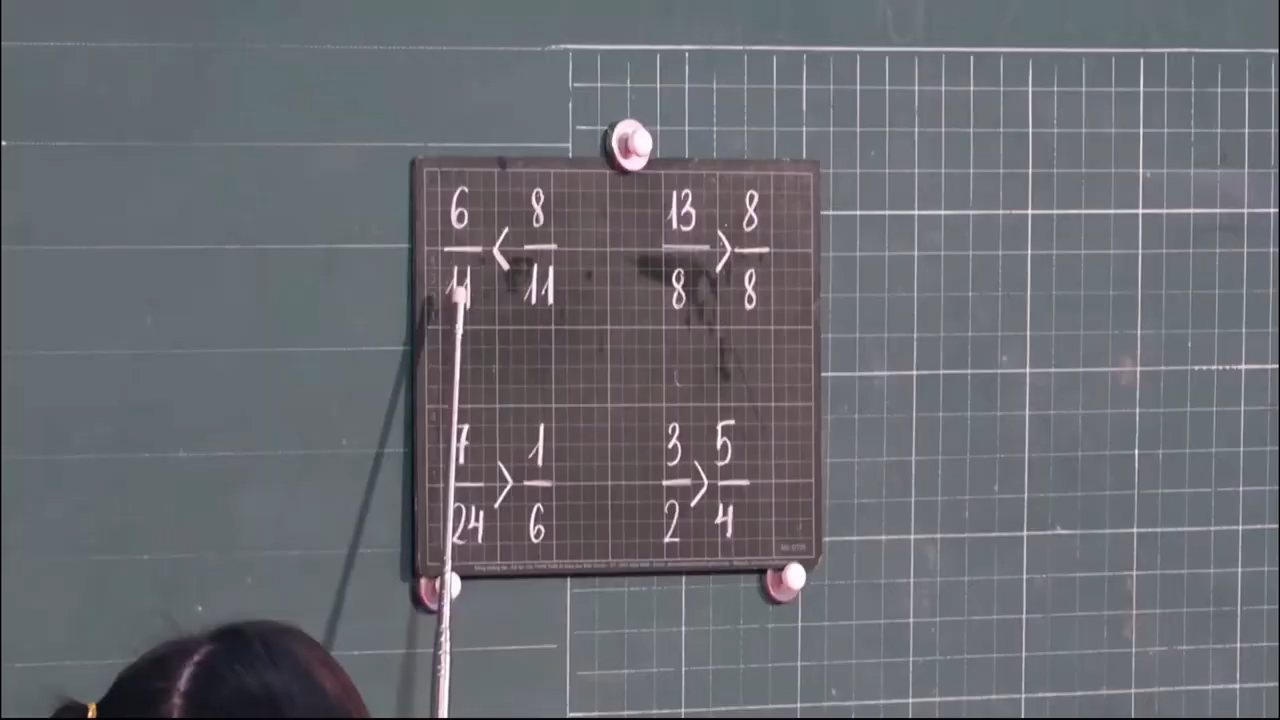 6/11 < 8/11
13/8 > 8/8
7/24 > 1/6
3/2 > 5/4